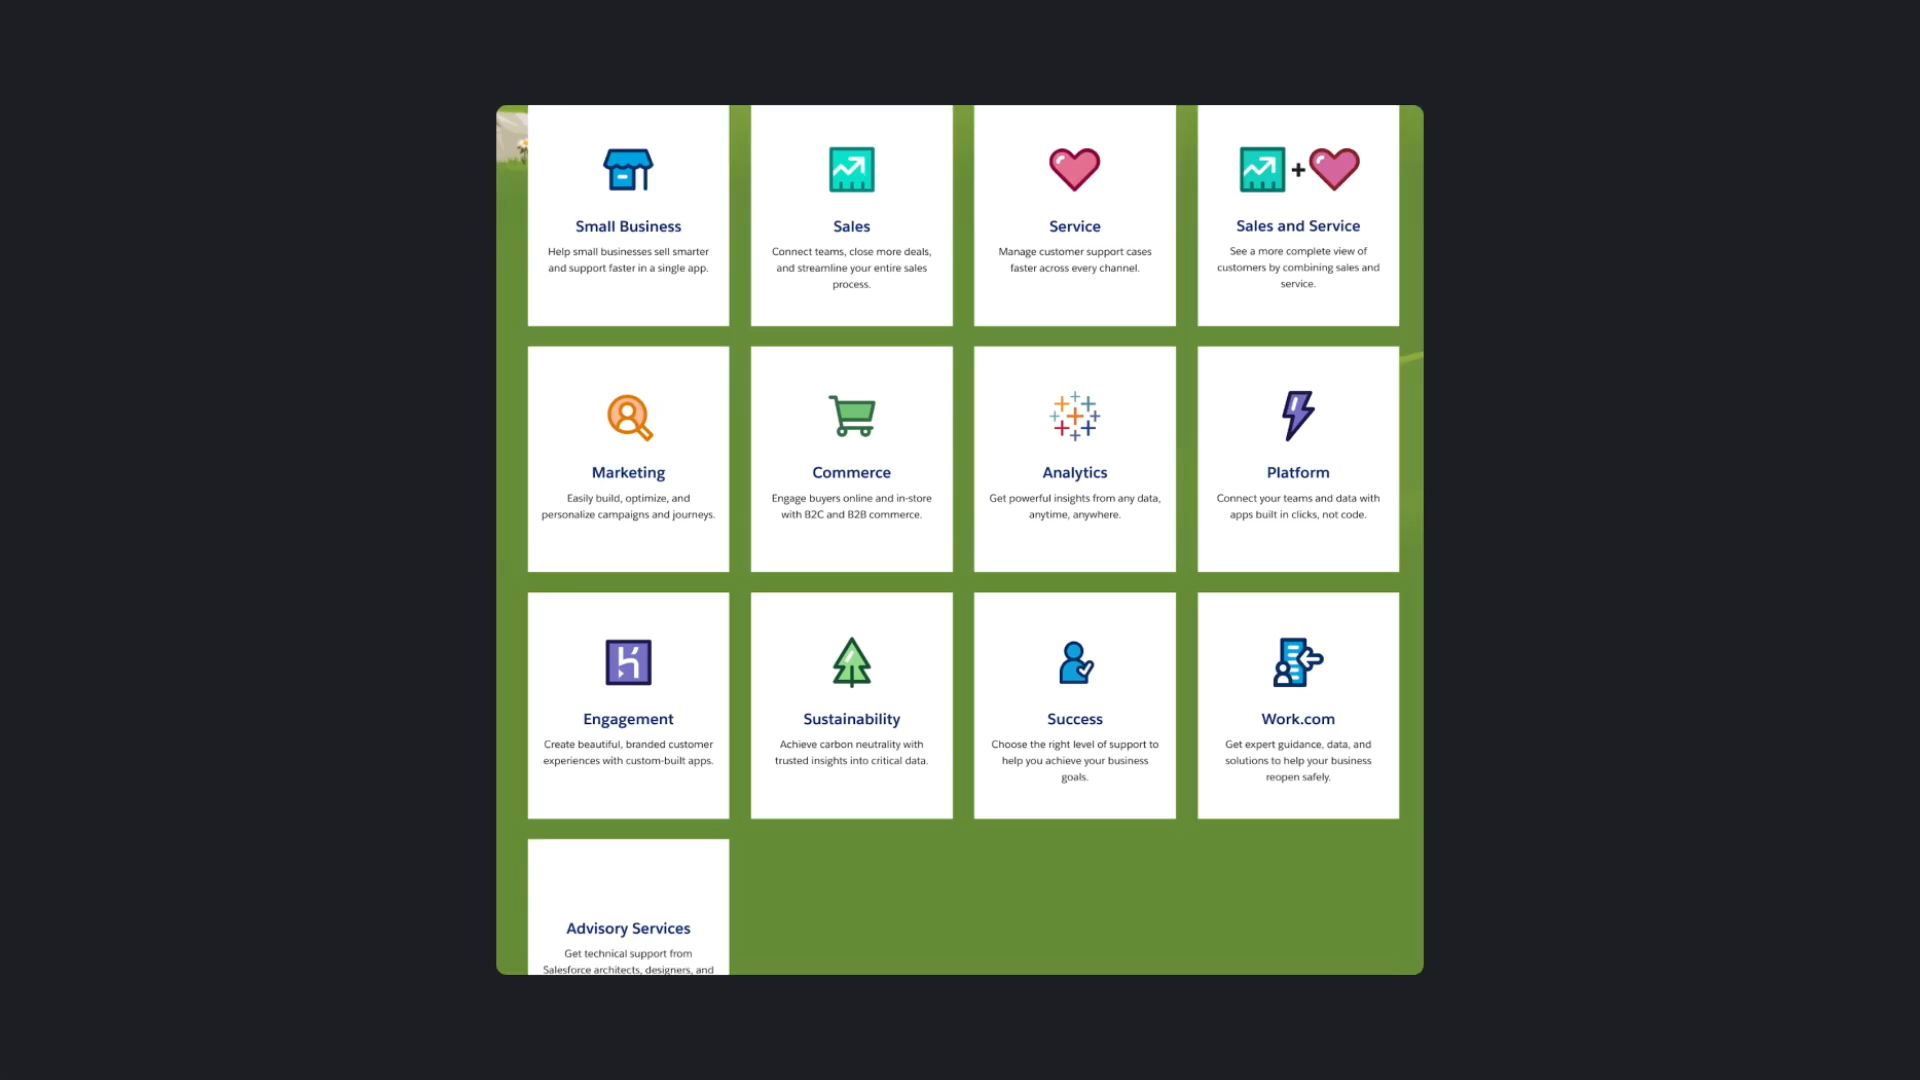 Small Business
Help small businesses sell smarter
and support faster in a single app.
Sales
Connect teams, close more deals,
and streamline your entire sales
process.
Service
Manage customer support cases
faster across every channel.
+
Sales and Service
See a more complete view of
customers by combining sales and
service.
Marketing
Easily build, optimize, and
personalize campaigns and journeys.
Commerce
Engage buyers online and in-store
with B2C and B2B commerce.
Analytics
Get powerful insights from any data,
anytime, anywhere.
Platform
Connect your teams and data with
apps built in clicks, not code.
Engagement
Create beautiful, branded customer
experiences with custom-built apps.
Sustainability
Achieve carbon neutrality with
trusted insights into critical data.
Success
Choose the right level of support to
help you achieve your business
goals.
Work.com
Get expert guidance, data, and
solutions to help your business
reopen safely.
Advisory Services
Get technical support from
Salesforce architects, designers, and